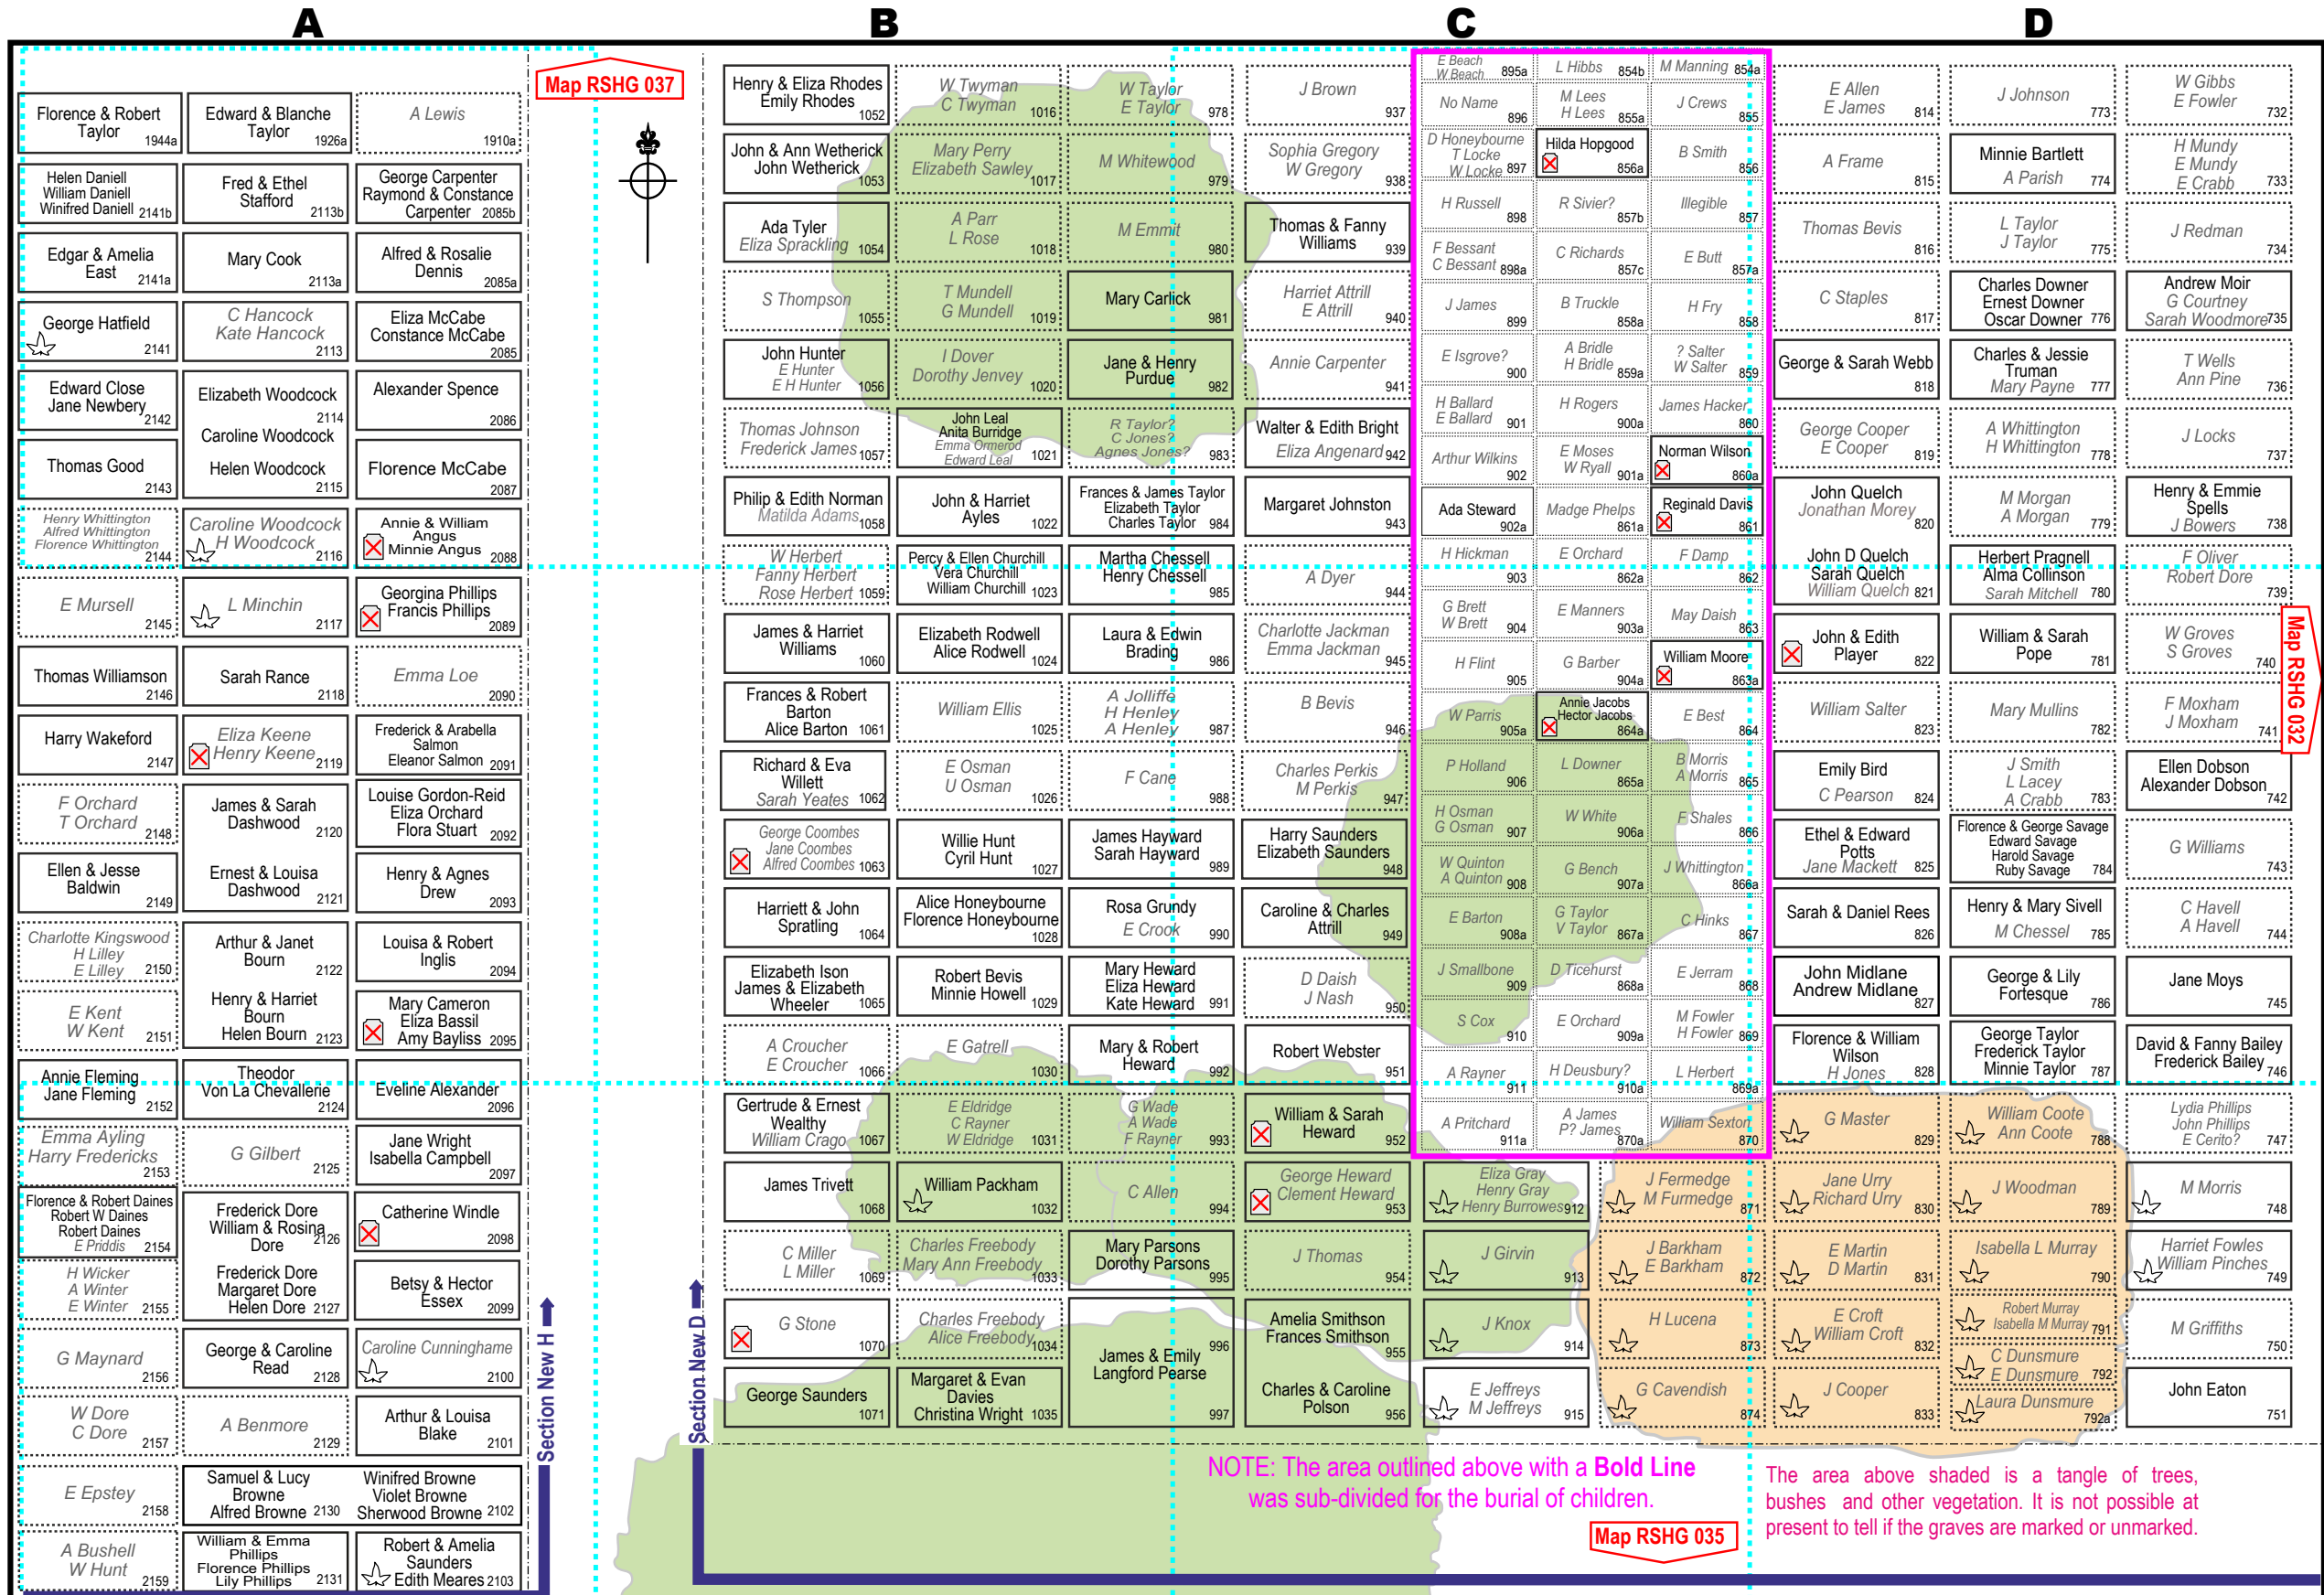 A
B
C
D
Map RSHG 037
Florence & Robert
Taylor
1944a
Edward & Blanche
Taylor
1926a
A Lewis
1910a
Helen Daniell
William Daniell
Winifred Daniell 2141b
Fred & Ethel
Stafford
2113b
George Carpenter
Raymond & Constance
Carpenter 2085b
Edgar & Amelia
East
2141a
Mary Cook
2113a
Alfred & Rosalie
Dennis
2085a
George Hatfield
2141
C Hancock
Kate Hancock
2113
Eliza McCabe
Constance McCabe
2085
Edward Close
Jane Newbery
2142
Elizabeth Woodcock
2114
Caroline Woodcock
Helen Woodcock
2115
Alexander Spence
2086
Thomas Good
2143
Florence McCabe
2087
Henry Whittington
Alfred Whittington
Florence Whittington
2144
Caroline Woodcock
H Woodcock
2116
Annie & William
Angus
Minnie Angus
2088
E Mursell
2145
L Minchin
2117
Georgina Phillips
Francis Phillips
2089
Thomas Williamson
2146
Sarah Rance
2118
Emma Loe
2090
Harry Wakeford
2147
Eliza Keene
Henry Keene 2119
Frederick & Arabella
Salmon
Eleanor Salmon 2091
F Orchard
T Orchard
2148
James & Sarah
Dashwood
2120
Louise Gordon-Reid
Eliza Orchard
Flora Stuart
2092
Ellen & Jesse
Baldwin
2149
Ernest & Louisa
Dashwood
2121
Henry & Agnes
Drew
2093
Charlotte Kingswood
H Lilley
E Lilley 2150
Arthur & Janet
Bourn
2122
Louisa & Robert
Inglis
2094
E Kent
W Kent
2151
Henry & Harriet
Bourn
Helen Bourn 2123
Mary Cameron
Eliza Bassil
Amy Bayliss 2095
Annie Fleming
Jane Fleming
2152
Theodor
Von La Chevallerie
2124
Eveline Alexander
2096
Emma Ayling
Harry Fredericks
2153
G Gilbert
2125
Jane Wright
Isabella Campbell
2097
Florence & Robert Daines
Robert W Daines
Robert Daines
E Priddis 2154
Frederick Dore
William & Rosina
Dore 2126
Catherine Windle
2098
H Wicker
A Winter
E Winter 2155
Frederick Dore
Margaret Dore
Helen Dore 2127
Betsy & Hector
Essex
2099
G Maynard
2156
George & Caroline
Read
2128
Caroline Cunninghame
2100
W Dore
C Dore
2157
A Benmore
2129
Arthur & Louisa
Blake
2101
E Epstey
2158
Samuel & Lucy
Browne
Alfred Browne 2130
Winifred Browne
Violet Browne
Sherwood Browne 2102
A Bushell
W Hunt
2159
William & Emma
Phillips
Florence Phillips
Lily Phillips 2131
Robert & Amelia
Saunders
Edith Meares 2103
Section New H
Section New D
Henry & Eliza Rhodes
Emily Rhodes
1052
W Twyman
C Twyman
1016
W Taylor
E Taylor
978
J Brown
937
John & Ann Wetherick
John Wetherick
1053
Mary Perry
Elizabeth Sawley
1017
M Whitewood
979
Sophia Gregory
W Gregory
938
Ada Tyler
Eliza Sprackling
1054
A Parr
L Rose
1018
M Emmit
980
Thomas & Fanny
Williams
939
S Thompson
1055
T Mundell
G Mundell
1019
Mary Carlick
981
Harriet Attrill
E Attrill
940
John Hunter
E Hunter
E H Hunter 1056
I Dover
Dorothy Jenvey
1020
Jane & Henry
Purdue
982
Annie Carpenter
941
Thomas Johnson
Frederick James 1057
John Leal
Anita Burridge
Emma Ormerod
Edward Leal 1021
R Taylor?
C Jones?
Agnes Jones? 983
Walter & Edith Bright
Eliza Angenard 942
Philip & Edith Norman
Matilda Adams 1058
John & Harriet
Ayles
1022
Frances & James Taylor
Elizabeth Taylor
Charles Taylor 984
Margaret Johnston
943
W Herbert
Fanny Herbert
Rose Herbert 1059
Percy & Ellen Churchill
Vera Churchill
William Churchill 1023
Martha Chessell
Henry Chessell
985
A Dyer
944
James & Harriet
Williams
1060
Elizabeth Rodwell
Alice Rodwell
1024
Laura & Edwin
Brading
986
Charlotte Jackman
Emma Jackman
945
Frances & Robert
Barton
Alice Barton 1061
William Ellis
1025
A Jolliffe
H Henley
A Henley 987
B Bevis
946
Richard & Eva
Willett
Sarah Yeates 1062
E Osman
U Osman
1026
F Cane
988
Charles Perkis
M Perkis
947
George Coombes
Jane Coombes
Alfred Coombes 1063
Willie Hunt
Cyril Hunt
1027
James Hayward
Sarah Hayward
989
Harry Saunders
Elizabeth Saunders
948
Harriett & John
Spratling
1064
Alice Honeybourne
Florence Honeybourne
1028
Rosa Grundy
E Crook 990
Caroline & Charles
Attrill
949
Elizabeth Ison
James & Elizabeth
Wheeler 1065
Robert Bevis
Minnie Howell
1029
Mary Heward
Eliza Heward
Kate Heward 991
D Daish
J Nash
950
A Croucher
E Croucher
1066
E Gatrell
1030
Mary & Robert
Heward
992
Robert Webster
951
Gertrude & Ernest
Wealthy
William Crago 1067
E Eldridge
C Rayner
W Eldridge 1031
G Wade
A Wade
F Rayner 993
William & Sarah
Heward
952
James Trivett
1068
William Packham
1032
C Allen
994
George Heward
Clement Heward
953
C Miller
L Miller
1069
Charles Freebody
Mary Ann Freebody
1033
Mary Parsons
Dorothy Parsons
995
J Thomas
954
G Stone
1070
Charles Freebody
Alice Freebody 1034
996
James & Emily
Langford Pearse
997
Amelia Smithson
Frances Smithson
955
George Saunders
1071
Margaret & Evan
Davies
Christina Wright 1035
Charles & Caroline
Polson
956
E Beach
W Beach 895a
L Hibbs 854b
M Manning 854a
No Name
896
M Lees
H Lees 855a
J Crews
855
D Honeybourne
T Locke
W Locke 897
Hilda Hopgood
856a
B Smith
856
H Russell
898
R Sivier?
857b
Illegible
857
F Bessant
C Bessant 898a
C Richards
857c
E Butt
857a
J James
899
B Truckle
858a
H Fry
858
E Isgrove?
900
A Bridle
H Bridle 859a
? Salter
W Salter 859
H Ballard
E Ballard 901
H Rogers
900a
James Hacker
860
Arthur Wilkins
902
E Moses
W Ryall 901a
Norman Wilson
860a
Ada Steward
902a
Madge Phelps
861a
Reginald Davis
861
H Hickman
903
E Orchard
862a
F Damp
862
G Brett
W Brett 904
E Manners
903a
May Daish
863
H Flint
905
G Barber
904a
William Moore
863a
W Parris
905a
Annie Jacobs
Hector Jacobs
864a
E Best
864
P Holland
906
L Downer
865a
B Morris
A Morris
865
H Osman
G Osman 907
W White
906a
F Shales
866
W Quinton
A Quinton 908
G Bench
907a
J Whittington
866a
E Barton
908a
G Taylor
V Taylor 867a
C Hinks
867
J Smallbone
909
D Ticehurst
868a
E Jerram
868
S Cox
910
E Orchard
909a
M Fowler
H Fowler 869
A Rayner
911
H Deusbury?
910a
L Herbert
869a
A Pritchard
911a
A James
P? James
870a
William Sexton
870
Eliza Gray
Henry Gray
Henry Burrowes 912
J Fermedge
M Furmedge
871
J Girvin
913
J Barkham
E Barkham
872
J Knox
914
H Lucena
873
E Jeffreys
M Jeffreys
915
G Cavendish
874
E Allen
E James
814
J Johnson
773
W Gibbs
E Fowler
732
A Frame
815
Minnie Bartlett
A Parish 774
H Mundy
E Mundy
E Crabb 733
Thomas Bevis
816
L Taylor
J Taylor 775
J Redman
734
C Staples
817
Charles Downer
Ernest Downer
Oscar Downer 776
Andrew Moir
G Courtney
Sarah Woodmore 735
George & Sarah Webb
818
Charles & Jessie
Truman
Mary Payne 777
T Wells
Ann Pine
736
George Cooper
E Cooper
819
A Whittington
H Whittington
778
J Locks
737
John Quelch
Jonathan Morey
820
M Morgan
A Morgan
779
Henry & Emmie
Spells
J Bowers 738
John D Quelch
Sarah Quelch
William Quelch 821
Herbert Pragnell
Alma Collinson
Sarah Mitchell 780
F Oliver
Robert Dore
739
John & Edith
Player
822
William & Sarah
Pope
781
W Groves
S Groves
740
William Salter
823
Mary Mullins
782
F Moxham
J Moxham
741
Map RSHG 032
Emily Bird
C Pearson 824
J Smith
L Lacey
A Crabb 783
Ellen Dobson
Alexander Dobson
742
Ethel & Edward
Potts
Jane Mackett 825
Florence & George Savage
Edward Savage
Harold Savage
Ruby Savage 784
G Williams
743
Sarah & Daniel Rees
826
Henry & Mary Sivell
M Chessel 785
C Havell
A Havell
744
John Midlane
Andrew Midlane
827
George & Lily
Fortesque
786
Jane Moys
745
Florence & William
Wilson
H Jones 828
George Taylor
Frederick Taylor
Minnie Taylor 787
David & Fanny Bailey
Frederick Bailey
746
G Master
829
William Coote
Ann Coote
788
Lydia Phillips
John Phillips
E Cerito? 747
Jane Urry
Richard Urry
830
J Woodman
789
M Morris
748
E Martin
D Martin
831
Isabella L Murray
790
Harriet Fowles
William Pinches
749
E Croft
William Croft
832
Robert Murray
Isabella M Murray 791
M Griffiths
750
C Dunsmure
E Dunsmure 792
J Cooper
833
Laura Dunsmure
792a
John Eaton
751
NOTE: The area outlined above with a Bold Line
was sub-divided for the burial of children.
Map RSHG 035
The area above shaded is a tangle of trees,
bushes and other vegetation. It is not possible at
present to tell if the graves are marked or unmarked.